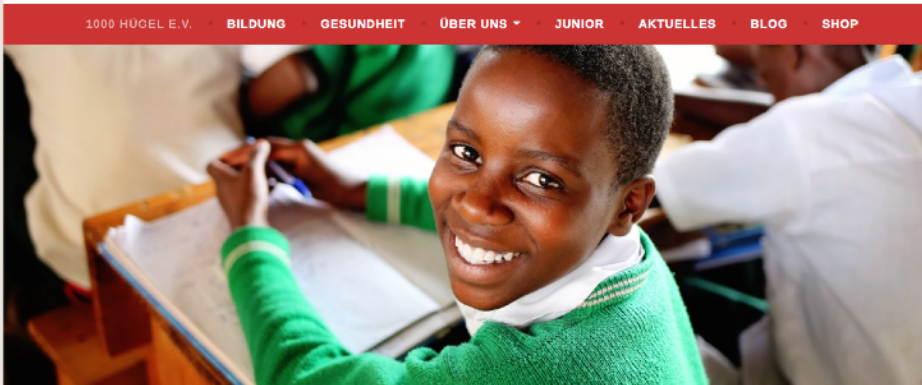 1000 HÜGEL E.V. BILDUNG GESUNDHEIT ÜBER UNS JUNIOR AKTUELLES BLOG SHOP